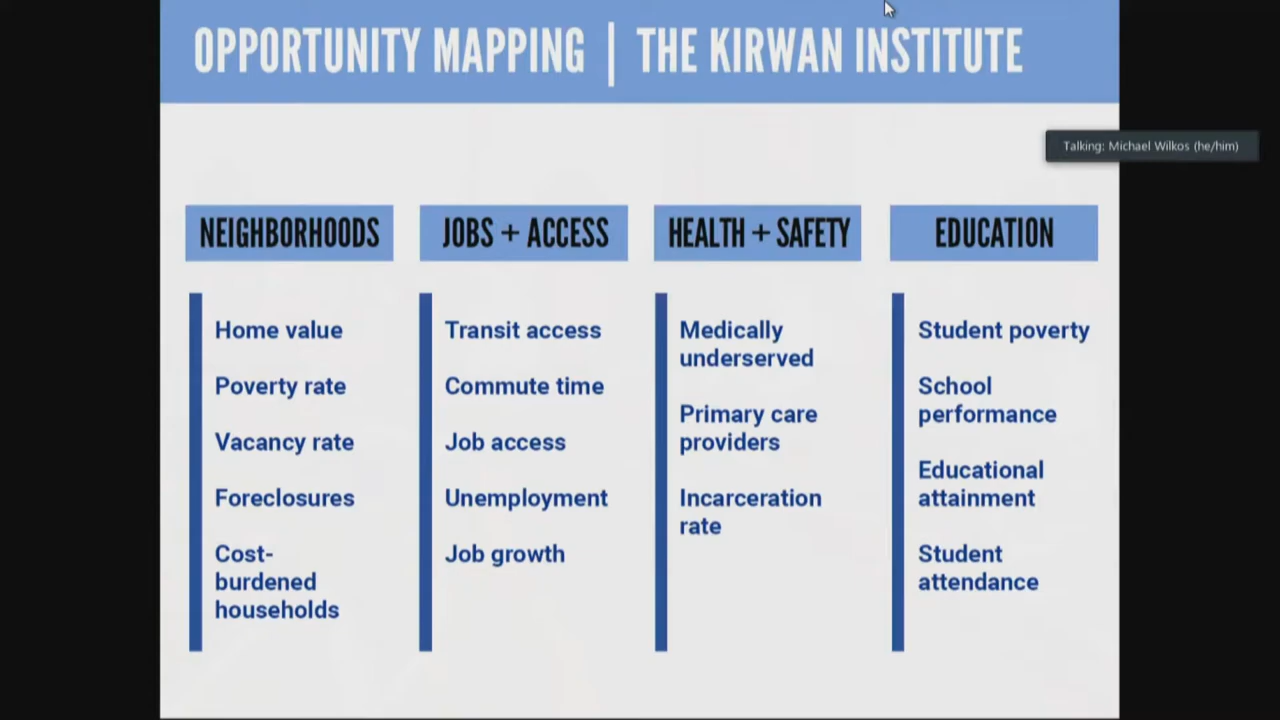 OPPORTUNITY MAPPING | THE KIRWAN INSTITUTE
Talking: Michael Wilkos (he/him)
NEIGHBORHOODS
Home value
Poverty rate
Vacancy rate
Foreclosures
Cost-
burdened
households
JOBS + ACCESS
Transit access
Commute time
Job access
Unemployment
Job growth
HEALTH + SAFETY
Medically
underserved
Primary care
providers
Incarceration
rate
EDUCATION
Student poverty
School
performance
Educational
attainment
Student
attendance